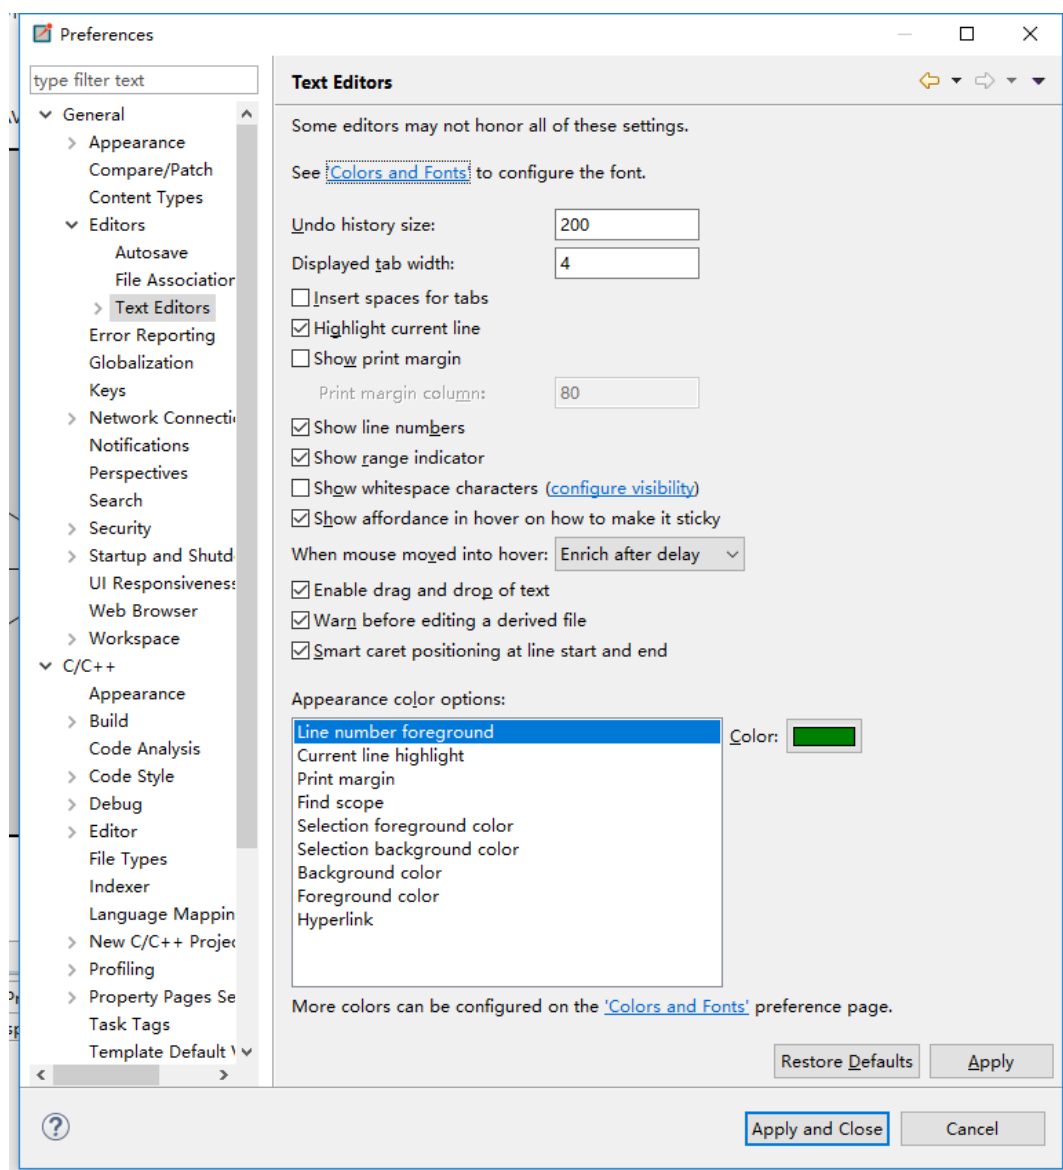 Preferences
type filter text
General
Appearance
Compare/Patch
Content Types
Editors
Autosave
File Association
Text Editors
Error Reporting
Globalization
Keys
Network Connecti
Notifications
Perspectives
Search
Security
Startup and Shutd
UI Responsiveness
Web Browser
Workspace
C/C++
Appearance
Build
Code Analysis
Code Style
Debug
Editor
File Types
Indexer
Language Mappin
New C/C++ Projec
Profiling
Property Pages Se
Task Tags
Template Default
Text Editors
Some editors may not honor all of these settings.
See 'Colors and Fonts' to configure the font.
Undo history size: 200
Displayed tab width: 4
Insert spaces for tabs
Highlight current line
Show print margin
Print margin column: 80
Show line numbers
Show range indicator
Show whitespace characters (configure visibility)
Show affordance in hover on how to make it sticky
When mouse moved into hover: Enrich after delay
Enable drag and drop of text
Warn before editing a derived file
Smart caret positioning at line start and end
Appearance color options:
Line number foreground
Color:
Current line highlight
Print margin
Find scope
Selection foreground color
Selection background color
Background color
Foreground color
Hyperlink
More colors can be configured on the 'Colors and Fonts' preference page.
Restore Defaults Apply
? Apply and Close Cancel